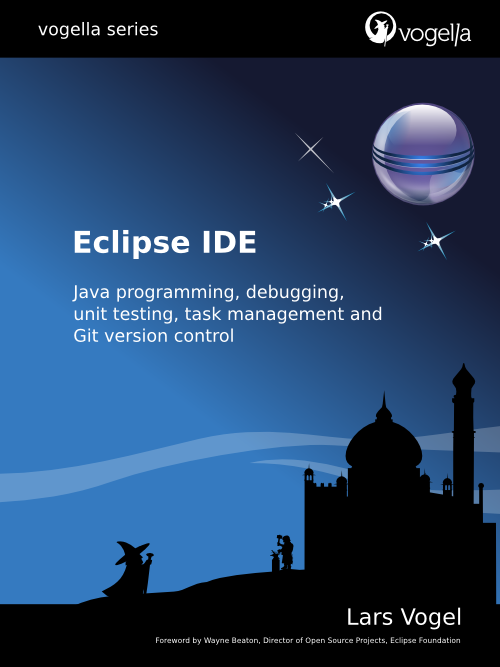 vogella series
vogella
Eclipse IDE
Java programming, debugging,
unit testing, task management and
Git version control
Lars Vogel
Foreword by Wayne Beaton, Director of Open Source Projects, Eclipse Foundation